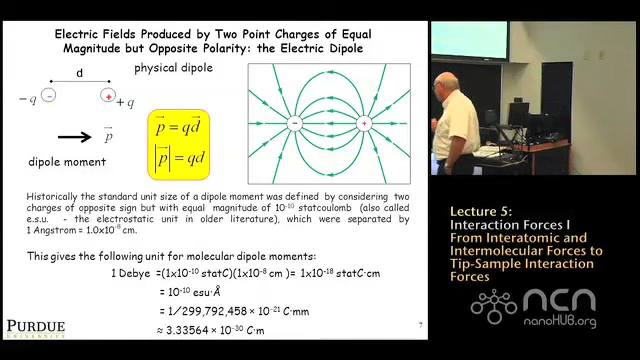 Electric Fields Produced by Two Point Charges of Equal
Magnitude but Opposite Polarity: the Electric Dipole
physical dipole
d
− q
−
+
+ q
p
dipole moment
p = qd
|p| = qd
−
+
Historically the standard unit size of a dipole moment was defined by considering two
charges of opposite sign but with equal magnitude of 10⁻¹⁰ statcoulomb (also called
e.s.u. - the electrostatic unit in older literature), which were separated by
1 Angstrom = 1.0x10⁻⁸ cm.
This gives the following unit for molecular dipole moments:
1 Debye =(1x10⁻¹⁰ statC)(1x10⁻⁸ cm)= 1x10⁻¹⁸ statC·cm
= 10⁻¹⁰ esu·Å
= 1/299,792,458 × 10⁻²¹ C·mm
≈ 3.33564 × 10⁻³⁰ C·m
PURDUE
UNIVERSITY
7
Lecture 5:
Interaction Forces I
From Interatomic and
Intermolecular Forces to
Tip-Sample Interaction
Forces
ncn
nanoHUB.org